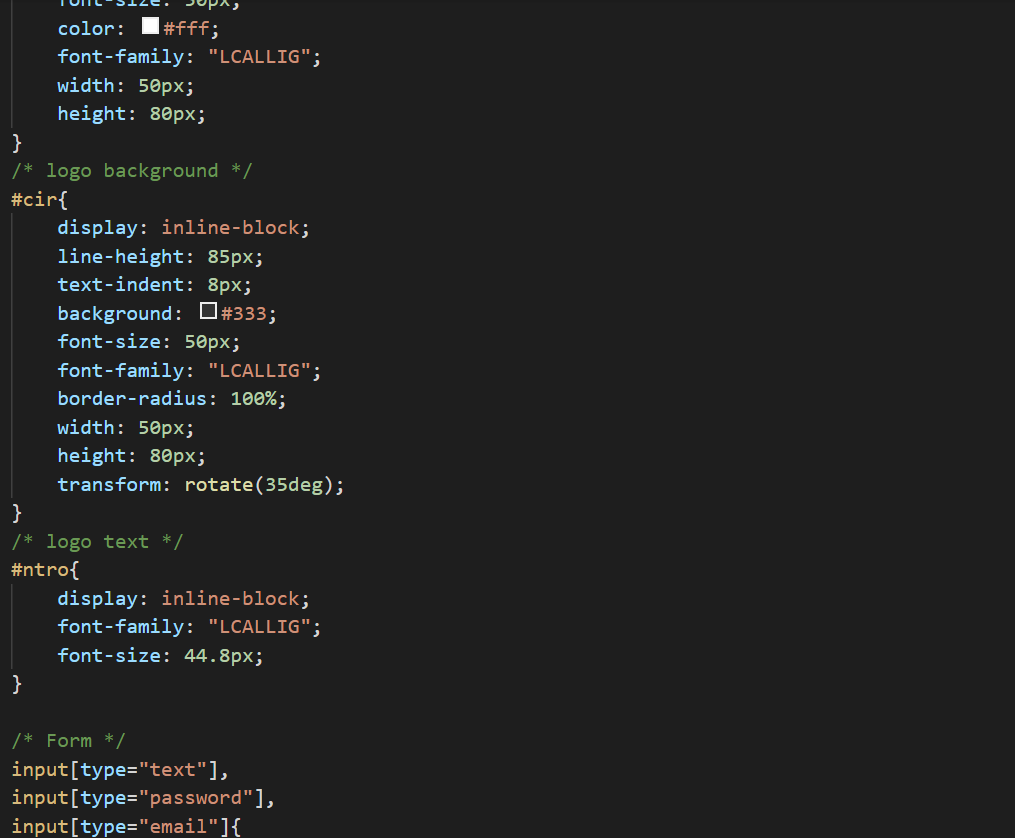 font-size: 50px;
color: #fff;
font-family: "LCALLIG";
width: 50px;
height: 80px;
}
/* logo background */
#cir{
display: inline-block;
line-height: 85px;
text-indent: 8px;
background: #333;
font-size: 50px;
font-family: "LCALLIG";
border-radius: 100%;
width: 50px;
height: 80px;
transform: rotate(35deg);
}
/* logo text */
#ntro{
display: inline-block;
font-family: "LCALLIG";
font-size: 44.8px;
}
/* Form */
input[type="text"],
input[type="password"],
input[type="email"]{